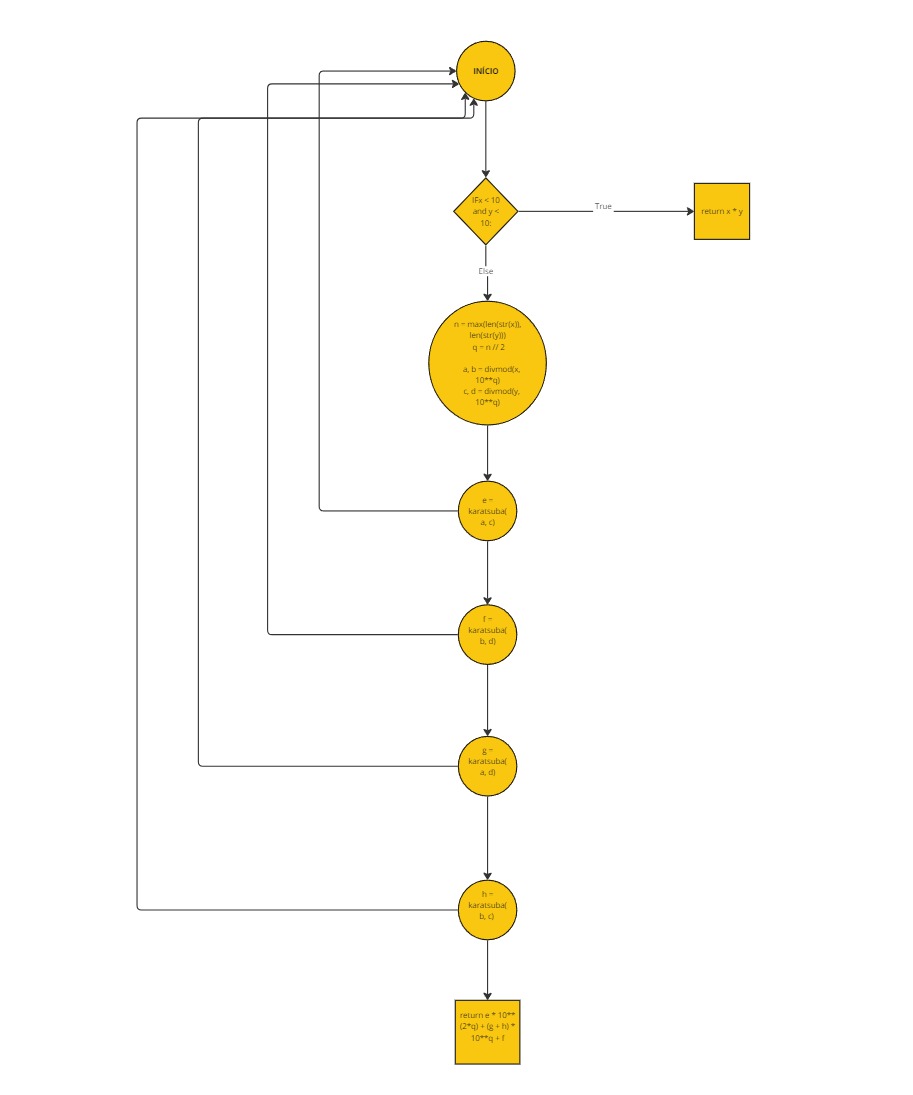 INÍCIO
IFx < 10
and y <
10:
True
return x * y
Else
n = max(len(str(x)),
len(str(y)))
q = n // 2
a, b = divmod(x,
10**q)
c, d = divmod(y,
10**q)
e =
karatsuba(
a, c)
f =
karatsuba(
b, d)
g =
karatsuba(
a, d)
h =
karatsuba(
b, c)
return e * 10**
(2*q) + (g + h) *
10**q + f